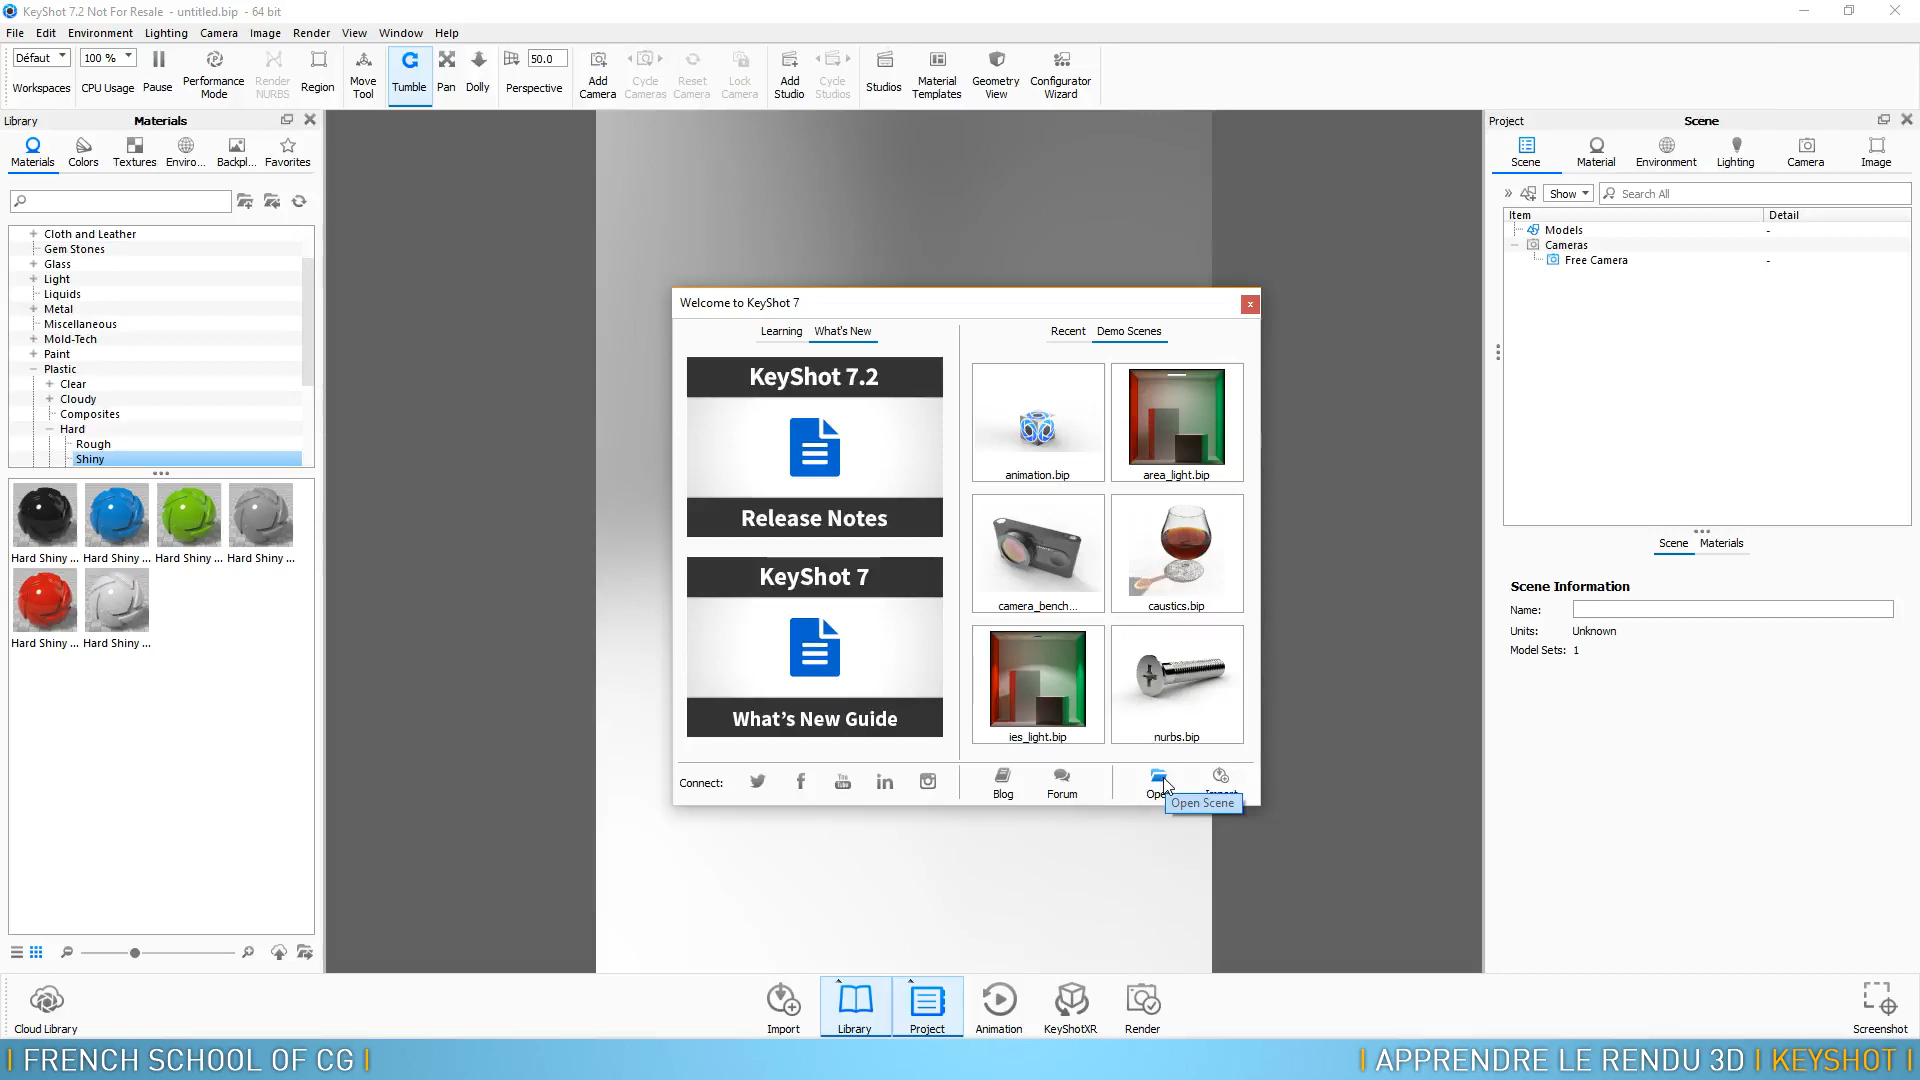 KeyShot 7.2 Not For Resale - untitled.bip - 64 bit
File Edit Environment Lighting Camera Image Render View Window Help
Défaut 100 % 50.0
Workspaces CPU Usage Pause Performance Mode Render NURBS Region Move Tool Tumble Pan Dolly Perspective Add Camera Cycle Cameras Reset Camera Lock Camera Add Studio Cycle Studios Studios Material Templates Geometry View Configurator Wizard
Library Materials
Materials Colors Textures Enviro... Backpl... Favorites
Cloth and Leather
Gem Stones
Glass
Light
Liquids
Metal
Miscellaneous
Mold-Tech
Paint
Plastic
Clear
Cloudy
Composites
Hard
Rough
Shiny
Hard Shiny ... Hard Shiny ... Hard Shiny ... Hard Shiny ...
Hard Shiny ... Hard Shiny ...
Welcome to KeyShot 7 x
Learning What's New
KeyShot 7.2
Release Notes
KeyShot 7
What's New Guide
Recent Demo Scenes
animation.bip area_light.bip
camera_bench... caustics.bip
ies_light.bip nurbs.bip
Connect: You Tube in Blog Forum
Open Scene
Project Scene
Scene Material Environment Lighting Camera Image
» Show Search All
Item Detail
Models -
Cameras
Free Camera -
Scene Materials
Scene Information
Name:
Units: Unknown
Model Sets: 1
Cloud Library Import Library Project Animation KeyShotXR Render Screenshot
| FRENCH SCHOOL OF CG |
| APPRENDRE LE RENDU 3D | KEYSHOT |